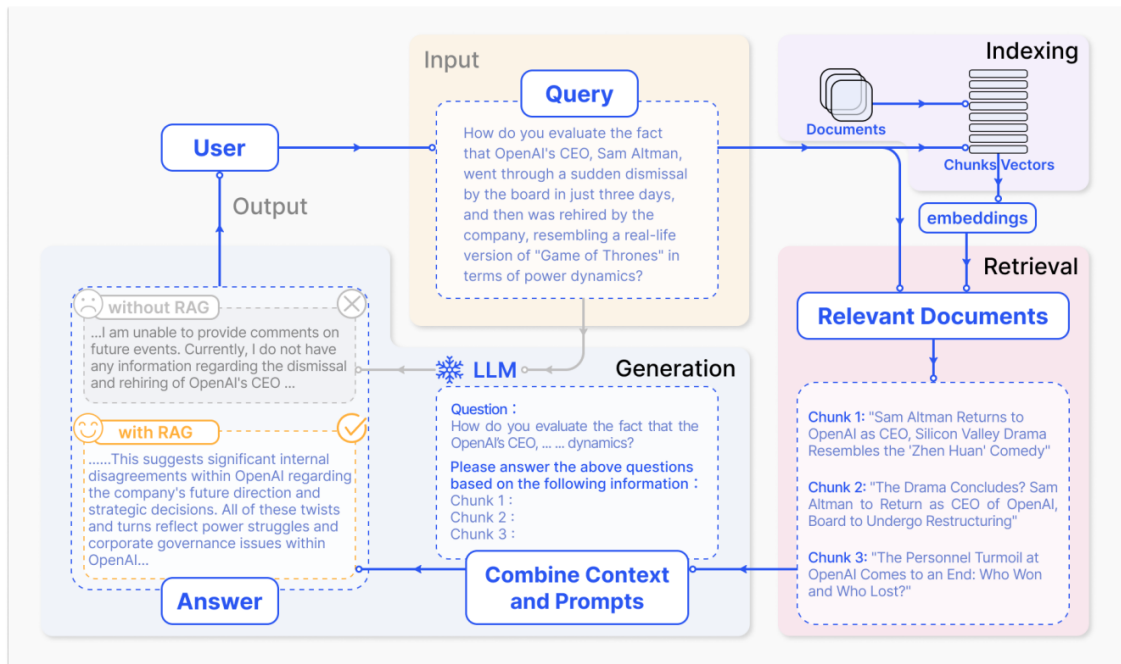 Input
Query
How do you evaluate the fact
that OpenAI's CEO, Sam Altman,
went through a sudden dismissal
by the board in just three days,
and then was rehired by the
company, resembling a real-life
version of "Game of Thrones" in
terms of power dynamics?
Indexing
Documents
Chunks
Vectors
embeddings
User
Output
Retrieval
Relevant Documents
Chunk 1: "Sam Altman Returns to
OpenAI as CEO, Silicon Valley Drama
Resembles the 'Zhen Huan' Comedy"
Chunk 2: "The Drama Concludes? Sam
Altman to Return as CEO of OpenAI,
Board to Undergo Restructuring"
Chunk 3: "The Personnel Turmoil at
OpenAI Comes to an End: Who Won
and Who Lost?"
LLM
Generation
Question :
How do you evaluate the fact that the
OpenAI's CEO, ... ... dynamics?
Please answer the above questions
based on the following information :
Chunk 1 :
Chunk 2 :
Chunk 3 :
Combine Context
and Prompts
without RAG
...I am unable to provide comments on
future events. Currently, I do not have
any information regarding the dismissal
and rehiring of OpenAI's CEO ...
with RAG
......This suggests significant internal
disagreements within OpenAI regarding
the company's future direction and
strategic decisions. All of these twists
and turns reflect power struggles and
corporate governance issues within
OpenAI...
Answer